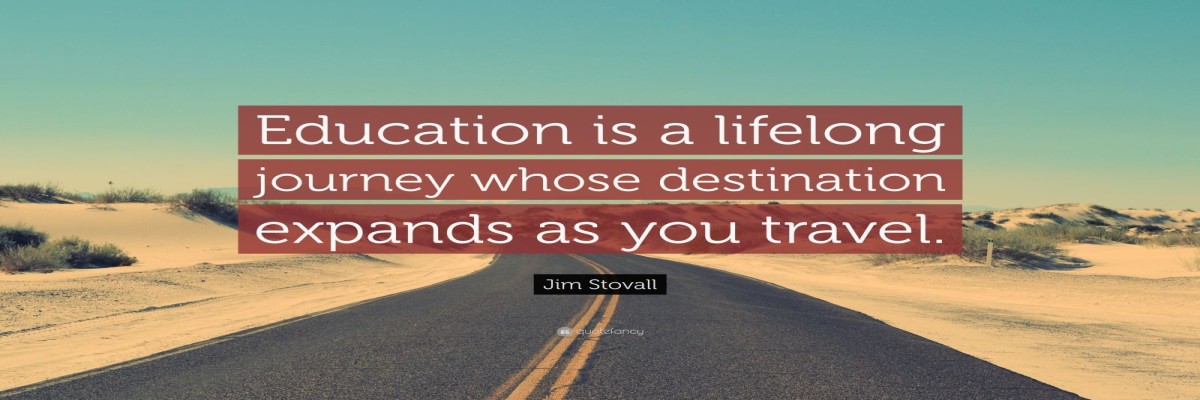 Education is a lifelong
journey whose destination
expands as you travel.
Jim Stovall
quotefancy